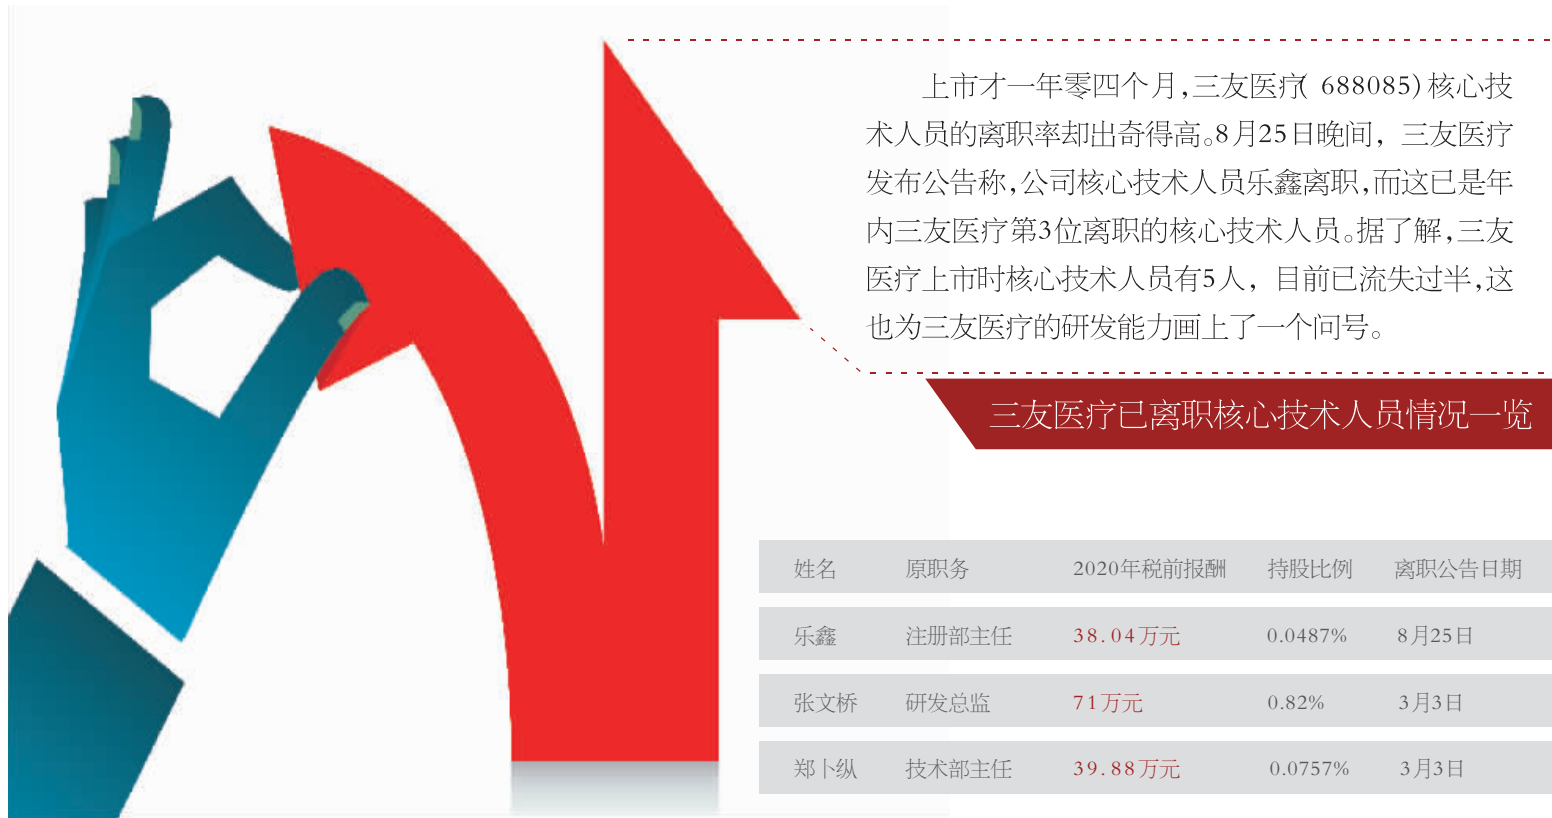 上市才一年零四个月,三友医疗( 688085)核心技
术人员的离职率却出奇得高。8月25日晚间，三友医疗
发布公告称,公司核心技术人员乐鑫离职,而这已是年
内三友医疗第3位离职的核心技术人员。据了解,三友
医疗上市时核心技术人员有5人，目前已流失过半,这
也为三友医疗的研发能力画上了一个问号。
三友医疗已离职核心技术人员情况一览
姓名 原职务 2020年税前报酬 持股比例 离职公告日期
乐鑫 注册部主任 38.04万元 0.0487% 8月25日
张文桥 研发总监 71万元 0.82% 3月3日
郑卜纵 技术部主任 39.88万元 0.0757% 3月3日